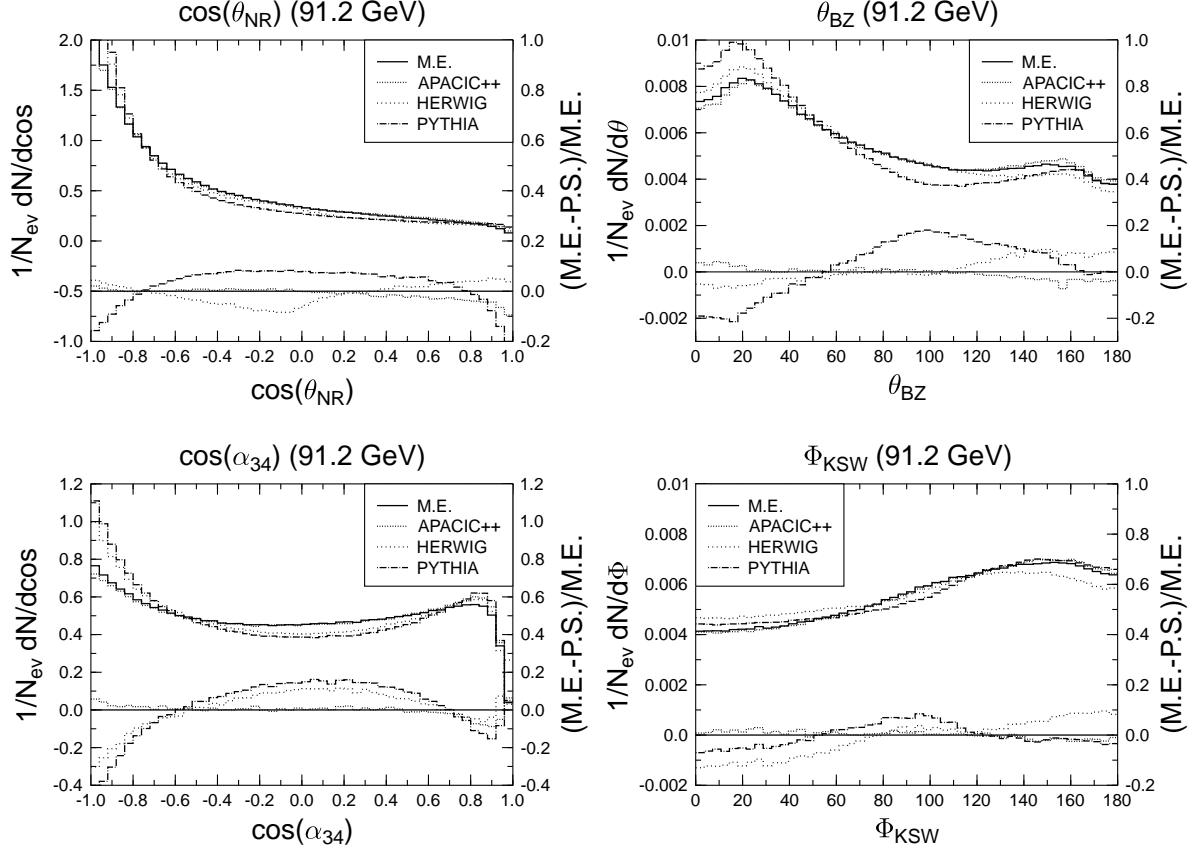 cos(θNR) (91.2 GeV)
2.0
1.5
1.0
0.5
0.0
-0.5
-1.0
1/Nev dN/dcos
1.0
0.8
0.6
0.4
0.2
0.0
-0.2
(M.E.-P.S.)/M.E.
M.E.
APACIC++
HERWIG
PYTHIA
-1.0 -0.8 -0.6 -0.4 -0.2 0.0 0.2 0.4 0.6 0.8 1.0
cos(θNR)
θBZ (91.2 GeV)
0.01
0.008
0.006
0.004
0.002
0.0
-0.002
1/Nev dN/dθ
1.0
0.8
0.6
0.4
0.2
0.0
-0.2
(M.E.-P.S.)/M.E.
M.E.
APACIC++
HERWIG
PYTHIA
0 20 40 60 80 100 120 140 160 180
θBZ
cos(α34) (91.2 GeV)
1.2
1.0
0.8
0.6
0.4
0.2
0.0
-0.2
-0.4
1/Nev dN/dcos
1.2
1.0
0.8
0.6
0.4
0.2
0.0
-0.2
-0.4
(M.E.-P.S.)/M.E.
M.E.
APACIC++
HERWIG
PYTHIA
-1.0 -0.8 -0.6 -0.4 -0.2 0.0 0.2 0.4 0.6 0.8 1.0
cos(α34)
ΦKSW (91.2 GeV)
0.01
0.008
0.006
0.004
0.002
0.000
-0.002
1/Nev dN/dΦ
1.0
0.8
0.6
0.4
0.2
0.0
-0.2
(M.E.-P.S.)/M.E.
M.E.
APACIC++
HERWIG
PYTHIA
0 20 40 60 80 100 120 140 160 180
ΦKSW